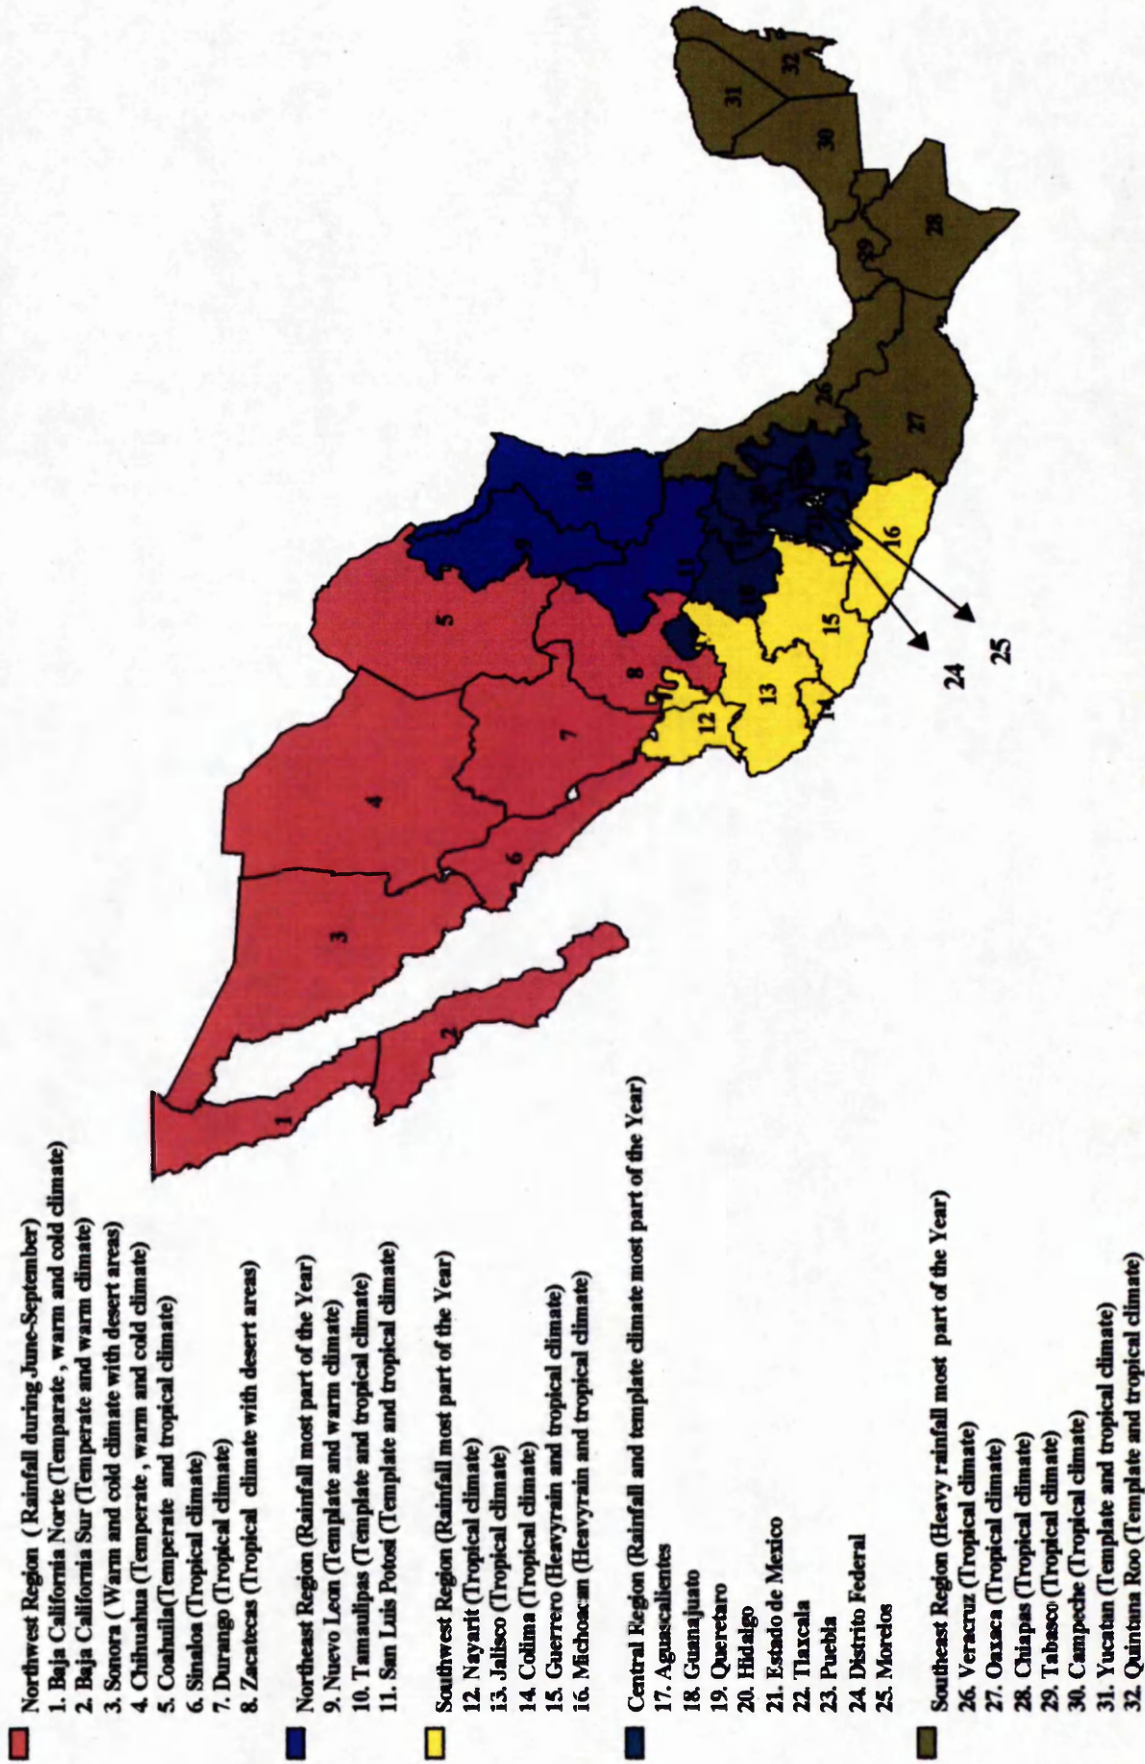 Northwest Region ( Rainfall during June-September)
1. Baja California Norte (Temparate , warm and cold climate)
2. Baja California Sur (Temperate and warm climate)
3. Sonora ( Warm and cold climate with desert areas)
4. Chihuahua (Temperate , warm and cold climate)
5. Coahuila(Temperate and tropical climate)
6. Sinaloa (Tropical climate)
7. Durango (Tropical climate)
8. Zacatecas (Tropical climate with desert areas)
Northeast Region (Rainfall most part of the Year)
9. Nuevo Leon (Template and warm climate)
10. Tamaulipas (Template and tropical climate)
11. San Luis Potosi (Template and tropical climate)
Southwest Region (Rainfall most part of the Year)
12. Nayarit (Tropical climate)
13. Jalisco (Tropical climate)
14. Colima (Tropical climate)
15. Guerrero (Heavyrain and tropical climate)
16. Michoacan (Heavyrain and tropical climate)
Central Region (Rainfall and template climate most part of the Year)
17. Aguascalientes
18. Guanajuato
19. Queretaro
20. Hidalgo
21. Estado de Mexico
22. Tlaxcala
23. Puebla
24. Distrito Federal
25. Morelos
Southeast Region (Heavy rainfall most part of the Year)
26. Veracruz (Tropical climate)
27. Oaxaca (Tropical climate)
28. Chiapas (Tropical climate)
29. Tabasco (Tropical climate)
30. Campeche (Tropical climate)
31. Yucatan (Template and tropical climate)
32. Quintana Roo (Template and tropical climate)
1
2
3
4
5
6
7
8
9
10
11
12
13
15
16
18
23
24
25
26
27
28
29
30
31
32